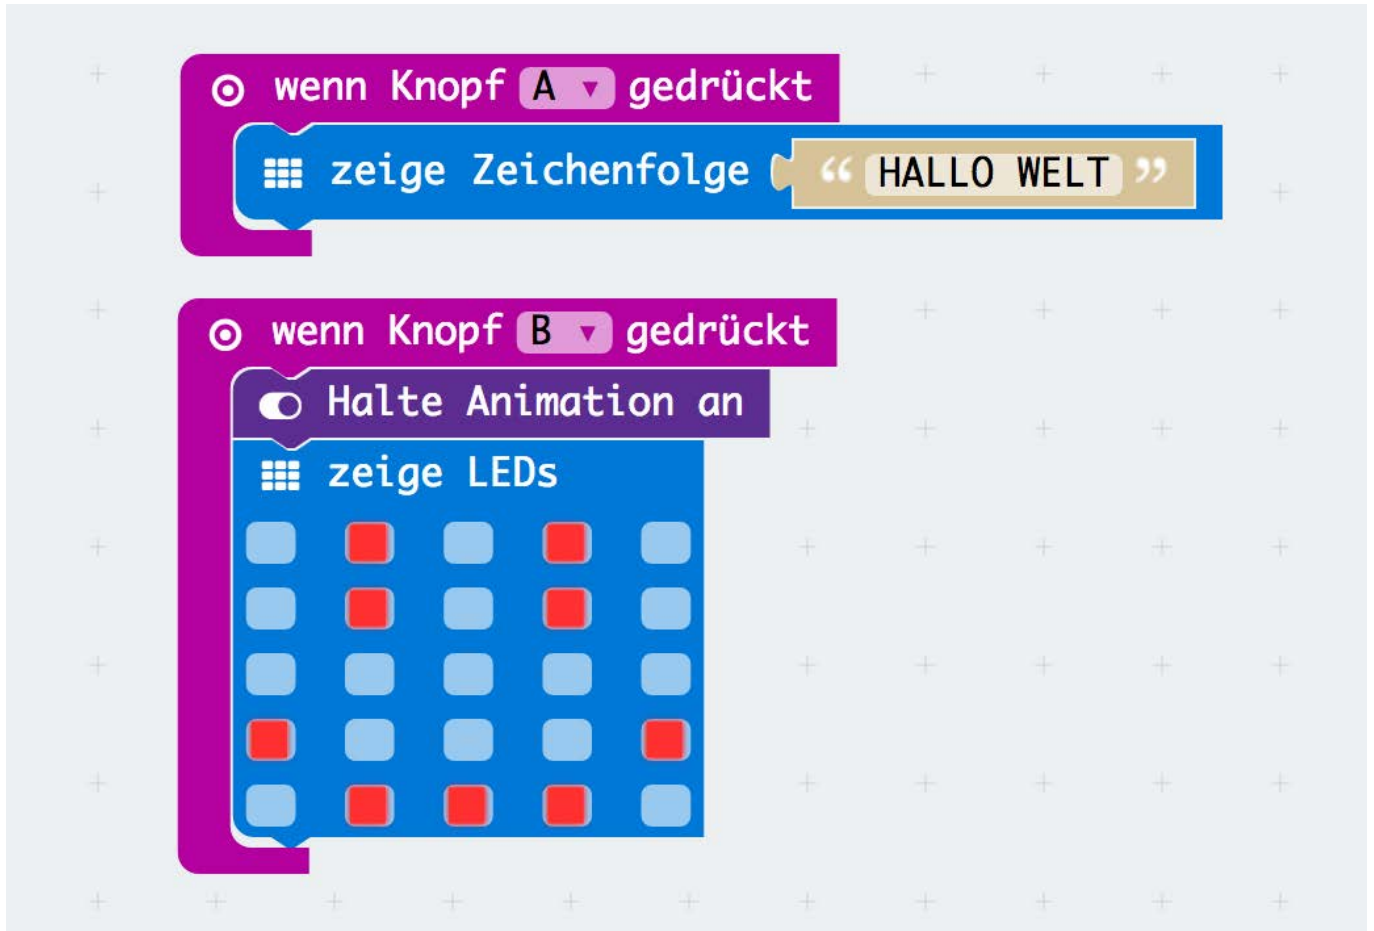 wenn Knopf A gedrückt
zeige Zeichenfolge “ HALLO WELT ”
wenn Knopf B gedrückt
Halte Animation an
zeige LEDs